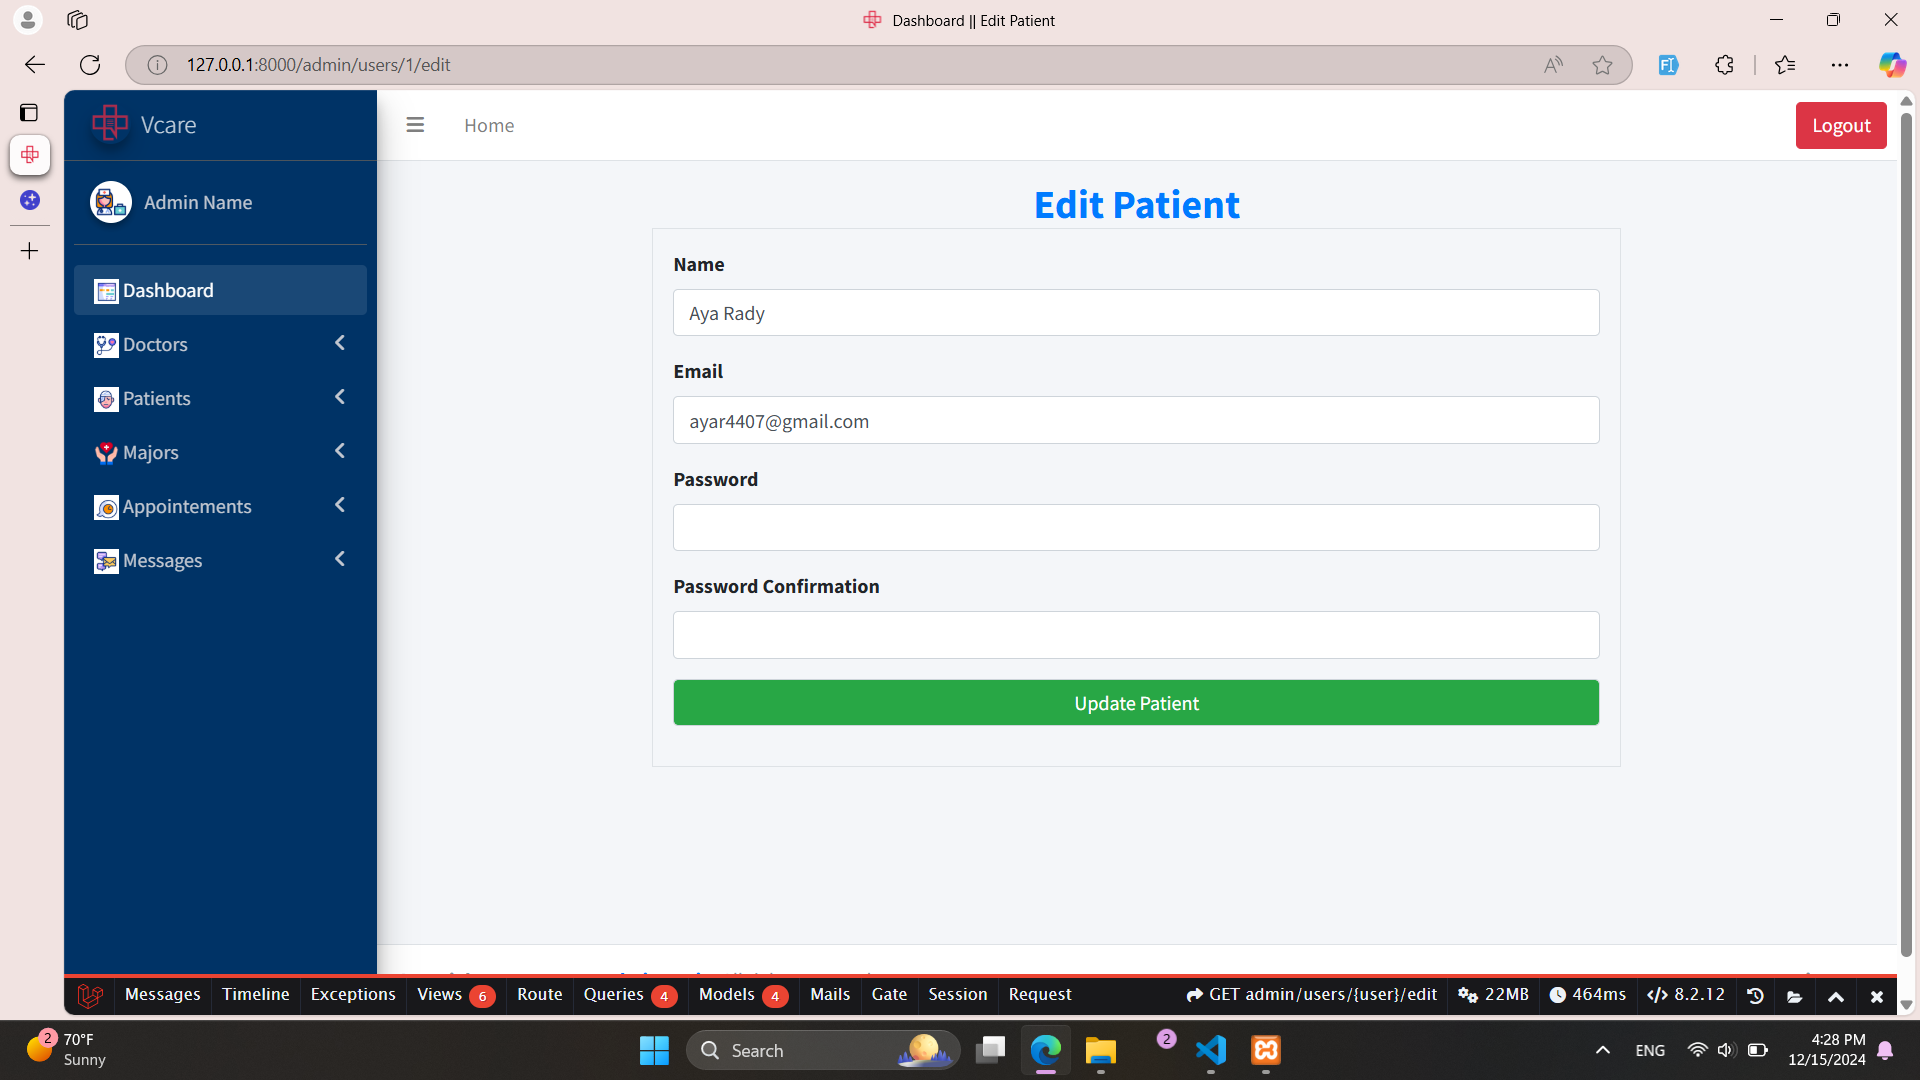 Dashboard || Edit Patient
127.0.0.1:8000/admin/users/1/edit
Vcare
Home
Logout
Admin Name
Dashboard
Doctors
Patients
Majors
Appointements
Messages
Edit Patient
Name
Aya Rady
Email
ayar4407@gmail.com
Password
Password Confirmation
Update Patient
Messages Timeline Exceptions Views 6 Route Queries 4 Models 4 Mails Gate Session Request GET admin/users/{user}/edit 22MB 464ms 8.2.12
2
70°F
Sunny
Search
2
ENG
4:28 PM
12/15/2024